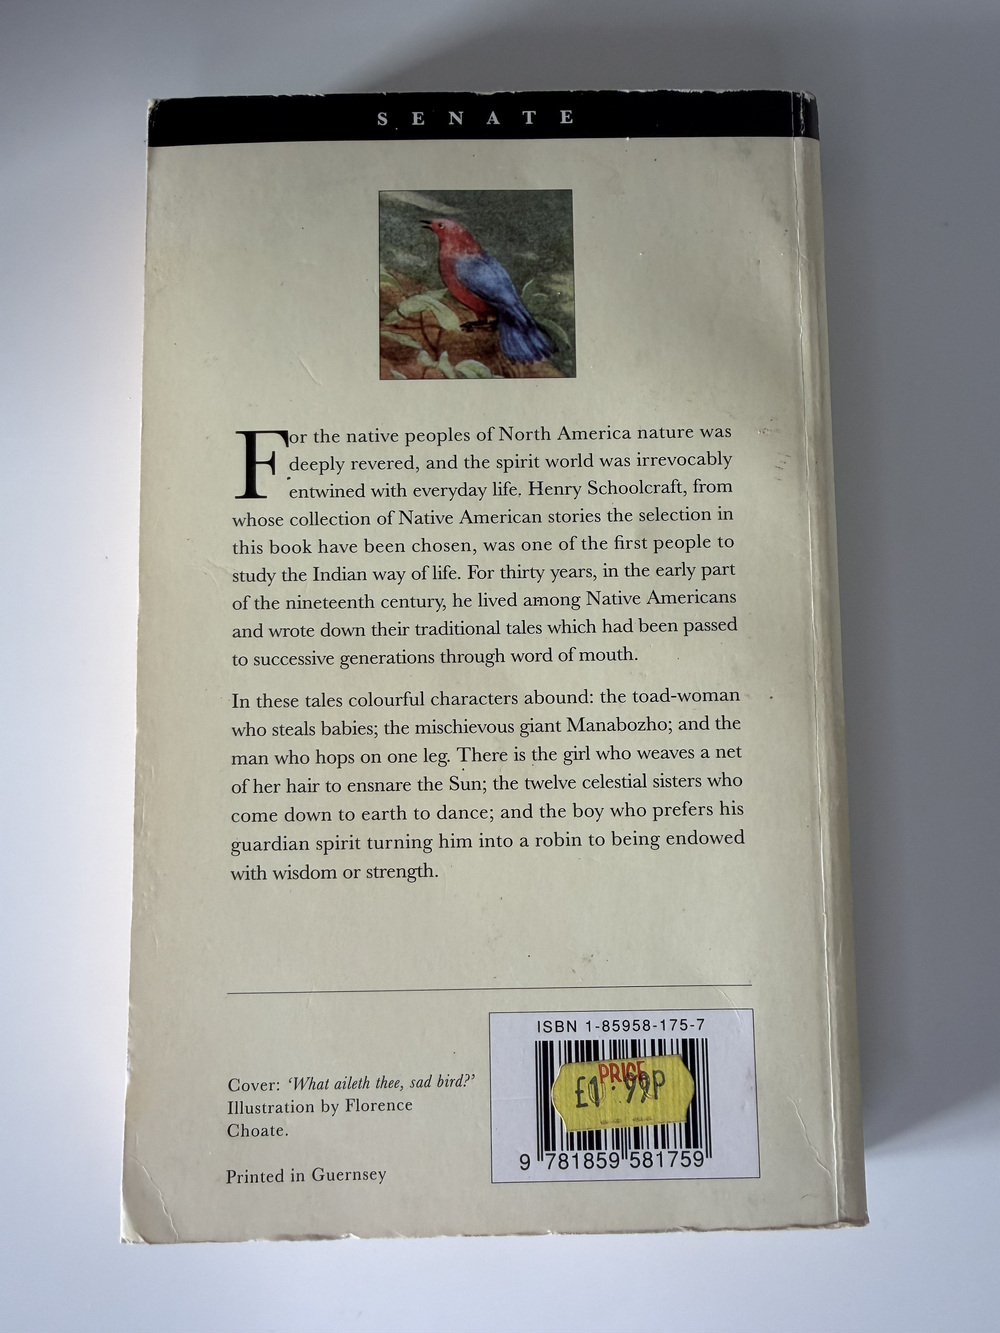 SENATE
For the native peoples of North America nature was
deeply revered, and the spirit world was irrevocably
entwined with everyday life. Henry Schoolcraft, from
whose collection of Native American stories the selection in
this book have been chosen, was one of the first people to
study the Indian way of life. For thirty years, in the early part
of the nineteenth century, he lived among Native Americans
and wrote down their traditional tales which had been passed
to successive generations through word of mouth.
In these tales colourful characters abound: the toad-woman
who steals babies; the mischievous giant Manabozho; and the
man who hops on one leg. There is the girl who weaves a net
of her hair to ensnare the Sun; the twelve celestial sisters who
come down to earth to dance; and the boy who prefers his
guardian spirit turning him into a robin to being endowed
with wisdom or strength.
Cover: ‘What aileth thee, sad bird?’
Illustration by Florence
Choate.
Printed in Guernsey
ISBN 1-85958-175-7
PRICE
£1.99P
9 781859 581759